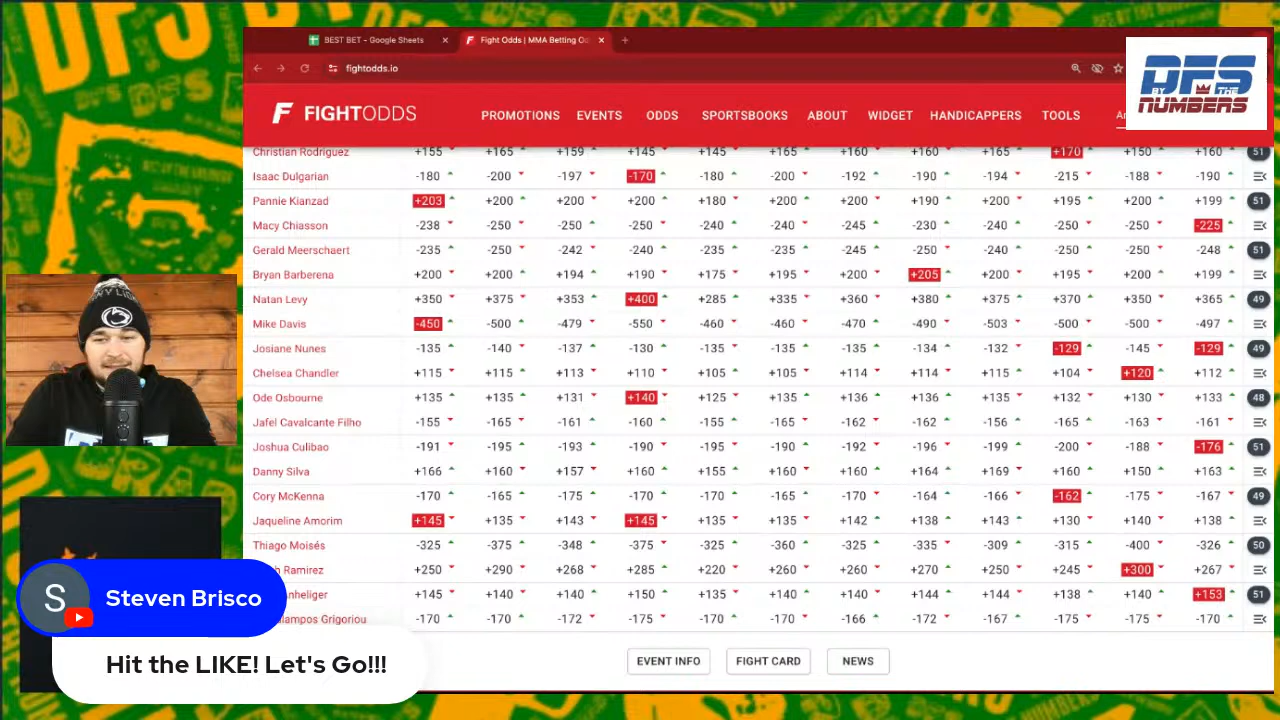 BEST BET - Google Sheets
Fight Odds | MMA Betting Od
fightodds.io
DFS
BY THE
NUMBERS
FIGHTODDS
PROMOTIONS EVENTS ODDS SPORTSBOOKS ABOUT WIDGET HANDICAPPERS TOOLS
Christian Rodriguez +155 +165 +159 +145 +145 +165 +160 +160 +165 +170 +150 +160 51
Isaac Dulgarian -180 -200 -197 -170 -180 -200 -192 -190 -194 -215 -188 -190
Pannie Kianzad +203 +200 +200 +200 +180 +200 +200 +190 +200 +195 +200 +199 51
Macy Chiasson -238 -250 -250 -250 -240 -240 -245 -230 -240 -250 -250 -225
Gerald Meerschaert -235 -250 -242 -240 -235 -235 -245 -250 -240 -250 -250 -248 51
Bryan Barberena +200 +200 +194 +190 +175 +195 +200 +205 +200 +195 +200 +199
Natan Levy +350 +375 +353 +400 +285 +335 +360 +380 +375 +370 +350 +365 49
Mike Davis -450 -500 -479 -550 -460 -460 -470 -490 -503 -500 -500 -497
Josiane Nunes -135 -140 -137 -130 -135 -135 -135 -134 -132 -129 -145 -129 49
Chelsea Chandler +115 +115 +113 +110 +105 +105 +114 +114 +115 +104 +120 +112
Ode Osbourne +135 +135 +131 +140 +125 +135 +136 +136 +135 +132 +130 +133 48
Jafel Cavalcante Filho -155 -165 -161 -160 -155 -165 -162 -162 -156 -165 -163 -161
Joshua Culibao -191 -195 -193 -190 -195 -190 -192 -196 -199 -200 -188 -176 51
Danny Silva +166 +160 +157 +160 +155 +160 +160 +164 +169 +160 +150 +163
Cory McKenna -170 -165 -175 -170 -170 -165 -170 -164 -166 -162 -175 -167 49
Jaqueline Amorim +145 +135 +143 +145 +135 +135 +142 +138 +143 +130 +140 +138
Thiago Moisés -325 -375 -348 -375 -325 -360 -325 -335 -309 -315 -400 -326 50
Ramirez +250 +290 +268 +285 +220 +260 +260 +270 +250 +245 +300 +267
anheliger +145 +140 +140 +150 +135 +140 +140 +144 +144 +138 +140 +153 51
alampos Grigoriou -170 -170 -172 -175 -170 -170 -166 -172 -167 -175 -175 -170
EVENT INFO FIGHT CARD NEWS
S Steven Brisco
Hit the LIKE! Let's Go!!!